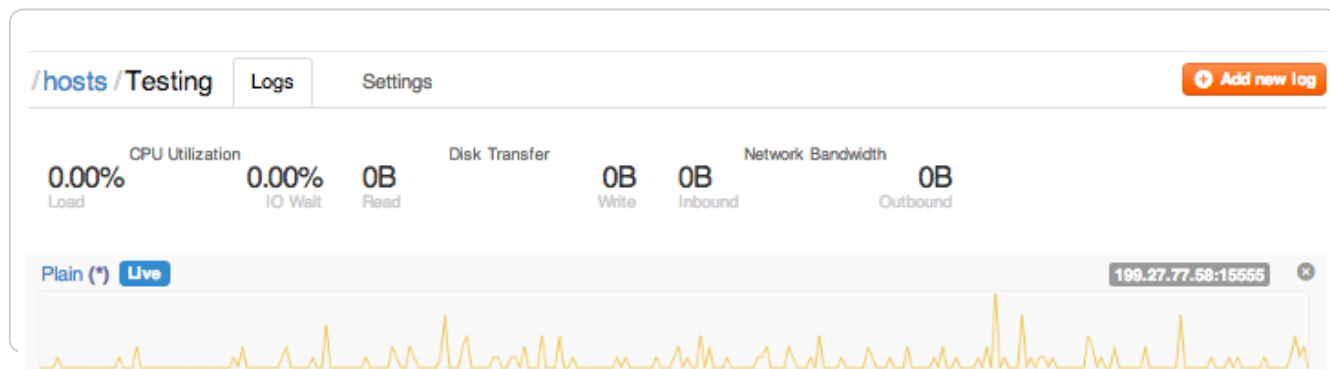 /hosts /Testing Logs Settings Add new log
CPU Utilization Disk Transfer Network Bandwidth
0.00% 0.00% 0B 0B 0B 0B
Load IO Wait Read Write Inbound Outbound
Plain (*) Live 199.27.77.58:15555